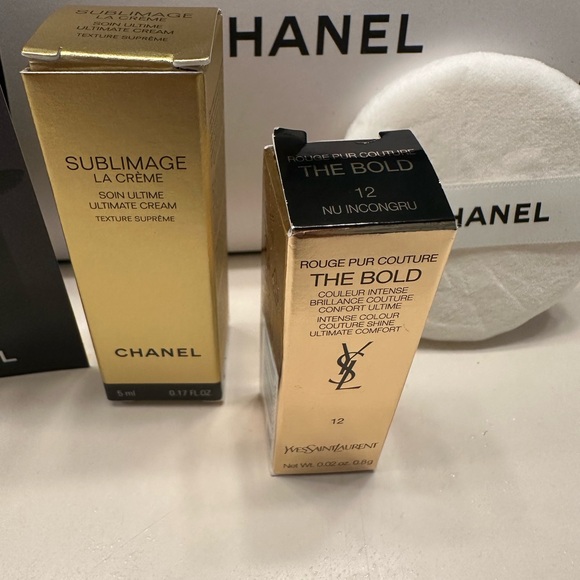 SUBLIMAGE
LA CRÈME
SOIN ULTIME
ULTIMATE CREAM
TEXTURE SUPRÊME
SUBLIMAGE
LA CRÈME
SOIN ULTIME
ULTIMATE CREAM
TEXTURE SUPRÊME
CHANEL
5 ml 0.17 FL.OZ
HANEL
ROUGE PUR COUTURE
THE BOLD
12
NU INCONGRU
ROUGE PUR COUTURE
THE BOLD
COULEUR INTENSE
BRILLANCE COUTURE
CONFORT ULTIME
INTENSE COLOUR
COUTURE SHINE
ULTIMATE COMFORT
YSL
12
YVESSAINTLAURENT
Net Wt. 0.02 oz. 0.8g
HANEL
L